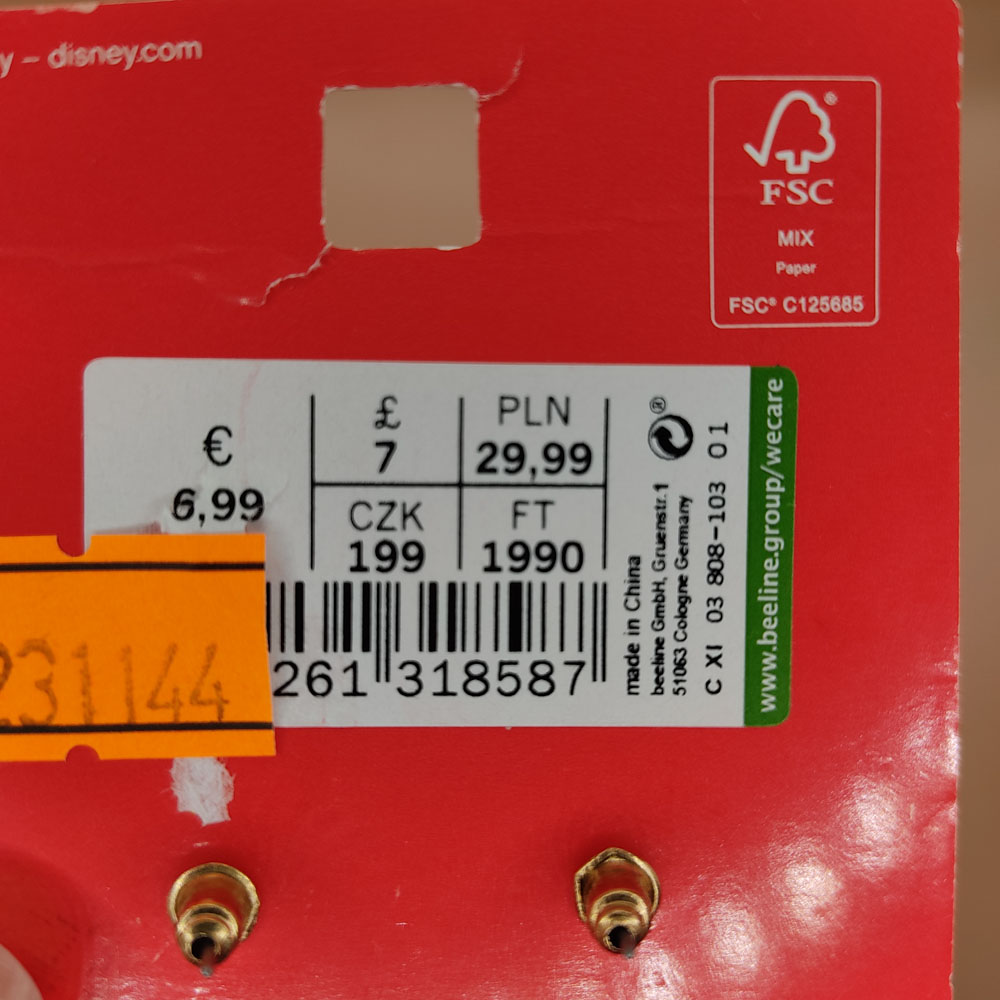 y – disney.com
FSC®
MIX
Paper
FSC® C125685
€
6,99
£
7
PLN
29,99
CZK
199
FT
1990
261 318587
231144
made in China
beeline GmbH, Gruenstr.1
51063 Cologne Germany
C XI 03 808-103 01
www.beeline.group/wecare